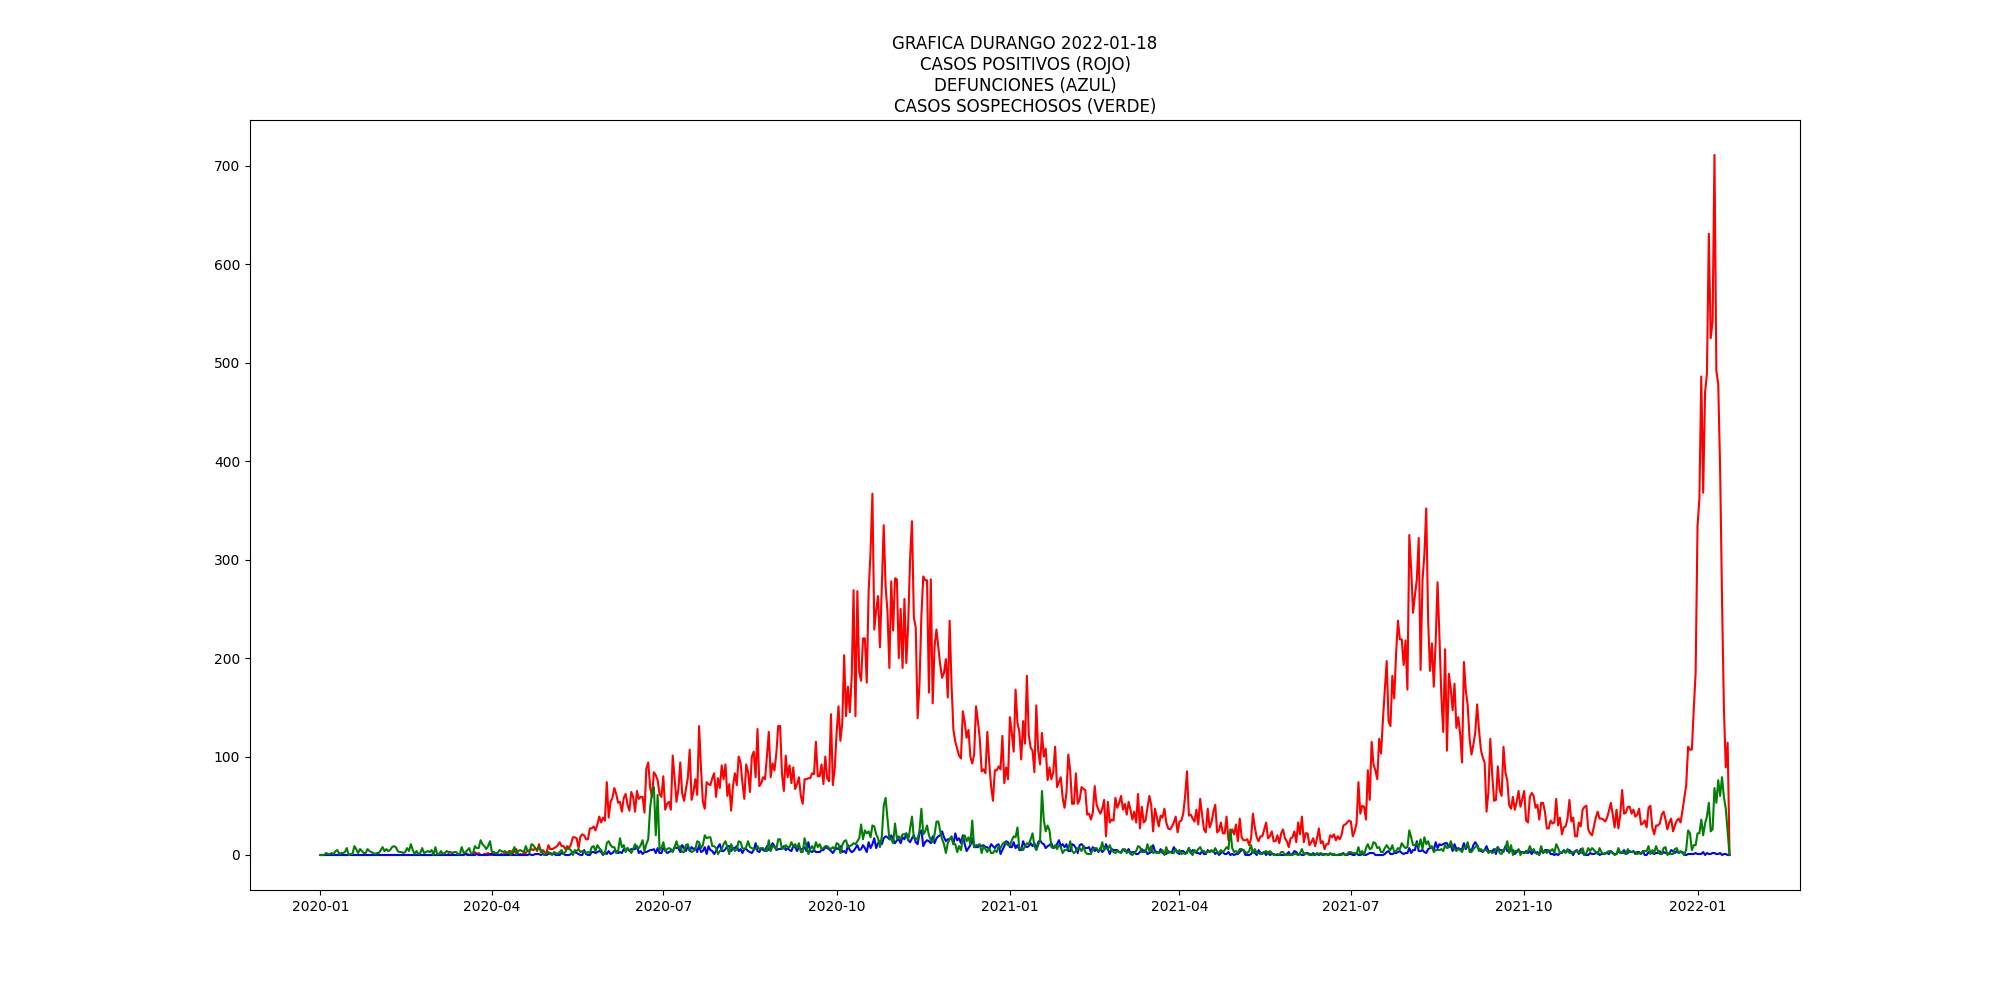 GRAFICA DURANGO 2022-01-18
CASOS POSITIVOS (ROJO)
DEFUNCIONES (AZUL)
CASOS SOSPECHOSOS (VERDE)
700
600
500
400
300
200
100
0
2020-01 2020-04 2020-07 2020-10 2021-01 2021-04 2021-07 2021-10 2022-01